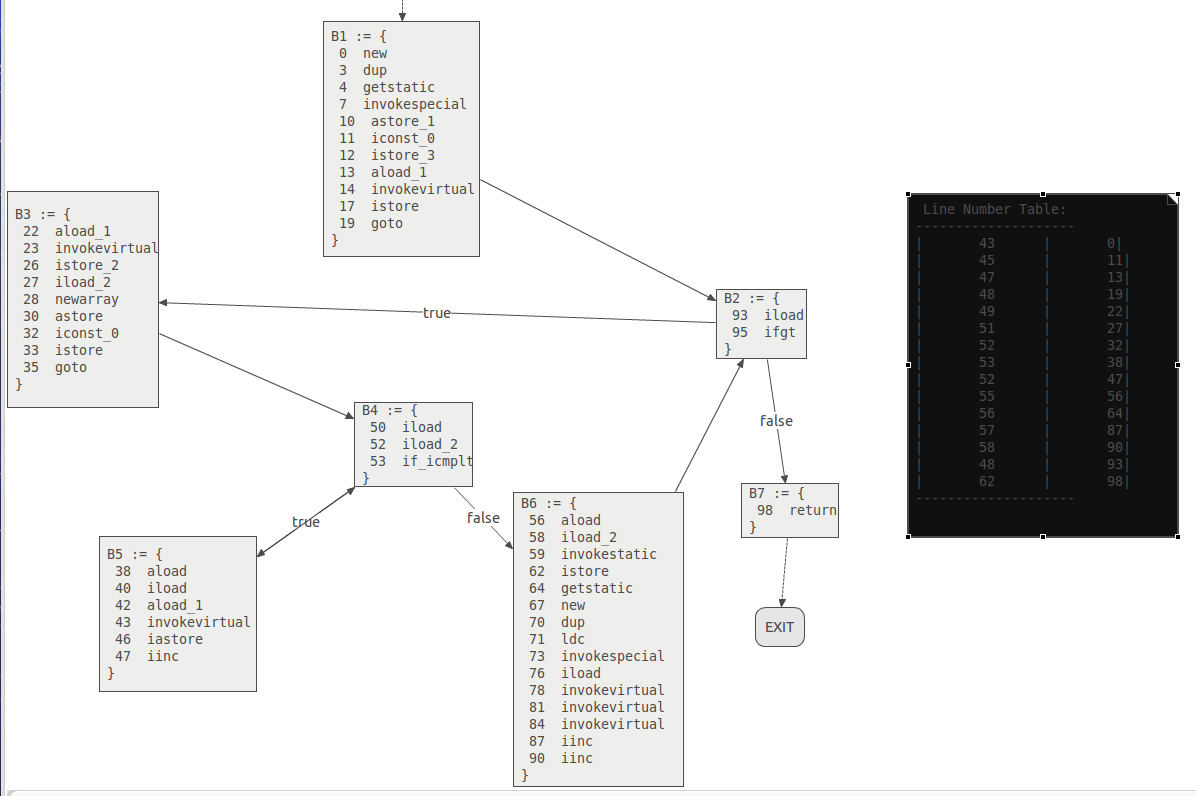 B1 := {
0 new
3 dup
4 getstatic
7 invokespecial
10 astore_1
11 iconst_0
12 istore_3
13 aload_1
14 invokevirtual
17 istore
19 goto
}
B3 := {
22 aload_1
23 invokevirtual
26 istore_2
27 iload_2
28 newarray
30 astore
32 iconst_0
33 istore
35 goto
}
true
B2 := {
93 iload
95 ifgt
}
false
B4 := {
50 iload
52 iload_2
53 if_icmplt
}
true
false
B5 := {
38 aload
40 iload
42 aload_1
43 invokevirtual
46 iastore
47 iinc
}
B6 := {
56 aload
58 iload_2
59 invokestatic
62 istore
64 getstatic
67 new
70 dup
71 ldc
73 invokespecial
76 iload
78 invokevirtual
81 invokevirtual
84 invokevirtual
87 iinc
90 iinc
}
B7 := {
98 return
}
EXIT
Line Number Table:
--------------------
| 43 | 0|
| 45 | 11|
| 47 | 13|
| 48 | 19|
| 49 | 22|
| 51 | 27|
| 52 | 32|
| 53 | 38|
| 52 | 47|
| 55 | 56|
| 56 | 64|
| 57 | 87|
| 58 | 90|
| 48 | 93|
| 62 | 98|
--------------------